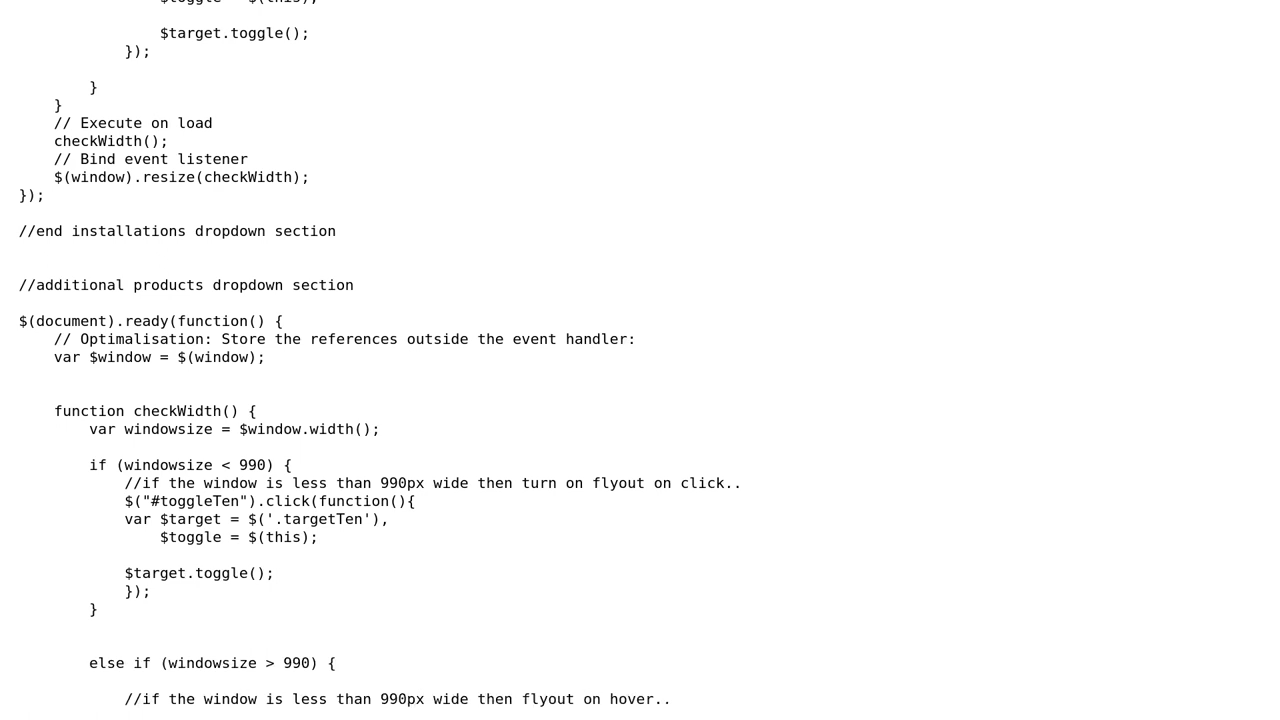 $toggle = $(this);
$target.toggle();
});
}
}
// Execute on load
checkWidth();
// Bind event listener
$(window).resize(checkWidth);
});
//end installations dropdown section
//additional products dropdown section
$(document).ready(function() {
// Optimalisation: Store the references outside the event handler:
var $window = $(window);
function checkWidth() {
var windowsize = $window.width();
if (windowsize < 990) {
//if the window is less than 990px wide then turn on flyout on click..
$("#toggleTen").click(function(){
var $target = $('.targetTen'),
$toggle = $(this);
$target.toggle();
});
}
else if (windowsize > 990) {
//if the window is less than 990px wide then flyout on hover..